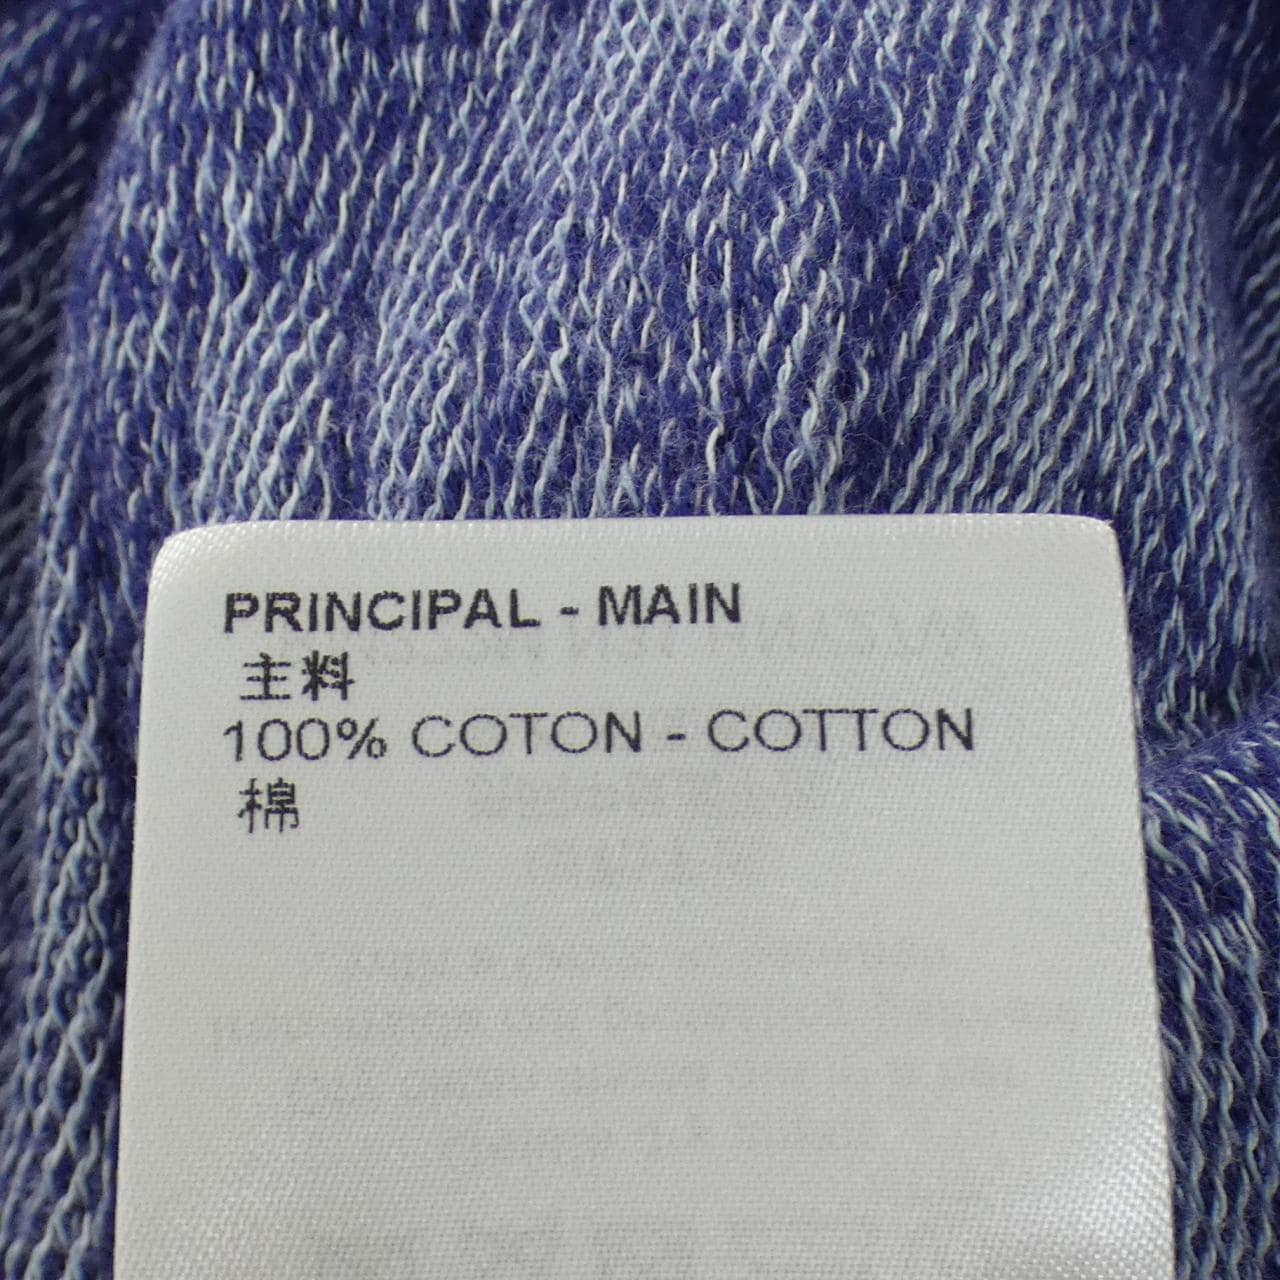 PRINCIPAL - MAIN
主料
100% COTON - COTTON
棉